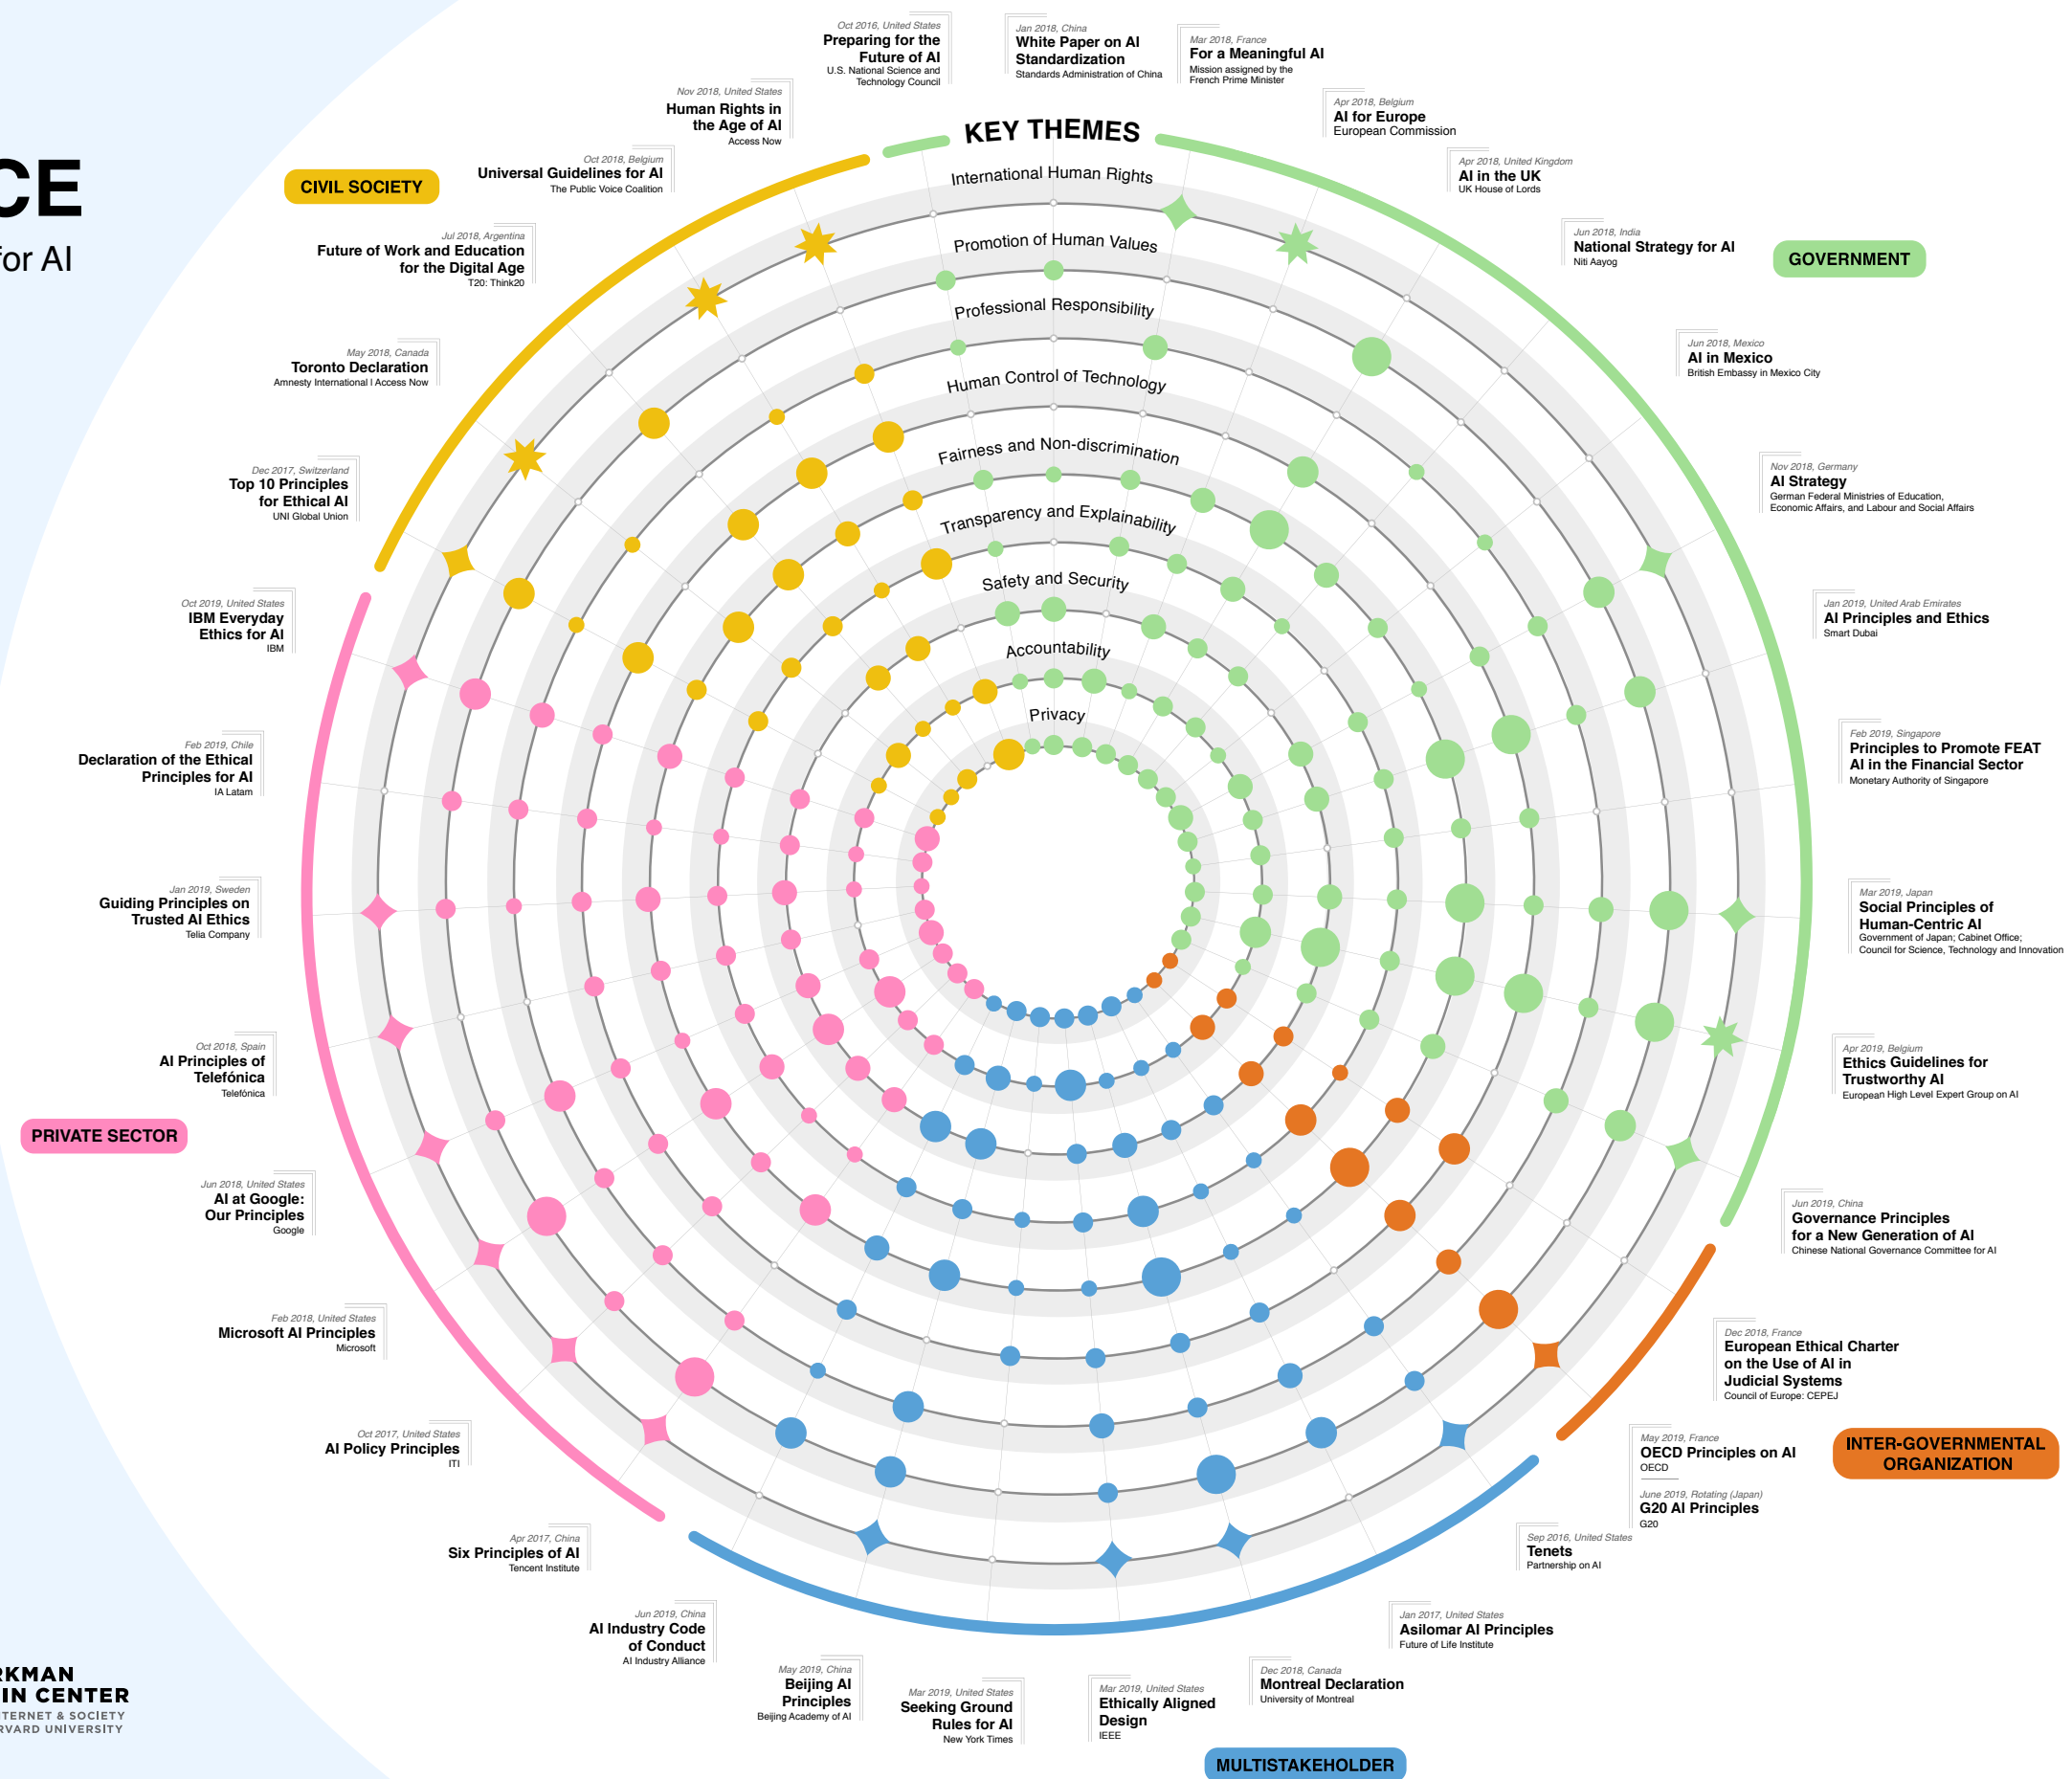 CE
for AI
KEY THEMES
International Human Rights
Promotion of Human Values
Professional Responsibility
Human Control of Technology
Fairness and Non-discrimination
Transparency and Explainability
Safety and Security
Accountability
Privacy
Oct 2016, United States
Preparing for the
Future of AI
U.S. National Science and
Technology Council
Jan 2018, China
White Paper on AI
Standardization
Standards Administration of China
Mar 2018, France
For a Meaningful AI
Mission assigned by the
French Prime Minister
Apr 2018, Belgium
AI for Europe
European Commission
Apr 2018, United Kingdom
AI in the UK
UK House of Lords
Jun 2018, India
National Strategy for AI
Niti Aayog
GOVERNMENT
Jun 2018, Mexico
AI in Mexico
British Embassy in Mexico City
Nov 2018, Germany
AI Strategy
German Federal Ministries of Education,
Economic Affairs, and Labour and Social Affairs
Jan 2019, United Arab Emirates
AI Principles and Ethics
Smart Dubai
Feb 2019, Singapore
Principles to Promote FEAT
AI in the Financial Sector
Monetary Authority of Singapore
Mar 2019, Japan
Social Principles of
Human-Centric AI
Government of Japan; Cabinet Office;
Council for Science, Technology and Innovation
Apr 2019, Belgium
Ethics Guidelines for
Trustworthy AI
European High Level Expert Group on AI
Jun 2019, China
Governance Principles
for a New Generation of AI
Chinese National Governance Committee for AI
Dec 2018, France
European Ethical Charter
on the Use of AI in
Judicial Systems
Council of Europe: CEPEJ
INTER-GOVERNMENTAL
ORGANIZATION
May 2019, France
OECD Principles on AI
OECD
June 2019, Rotating (Japan)
G20 AI Principles
G20
Sep 2016, United States
Tenets
Partnership on AI
Jan 2017, United States
Asilomar AI Principles
Future of Life Institute
Dec 2018, Canada
Montreal Declaration
University of Montreal
MULTISTAKEHOLDER
Mar 2019, United States
Ethically Aligned
Design
IEEE
Mar 2019, United States
Seeking Ground
Rules for AI
New York Times
May 2019, China
Beijing AI
Principles
Beijing Academy of AI
Jun 2019, China
AI Industry Code
of Conduct
AI Industry Alliance
Apr 2017, China
Six Principles of AI
Tencent Institute
Oct 2017, United States
AI Policy Principles
ITI
Feb 2018, United States
Microsoft AI Principles
Microsoft
Jun 2018, United States
AI at Google:
Our Principles
Google
PRIVATE SECTOR
Oct 2018, Spain
AI Principles of
Telefónica
Telefónica
Jan 2019, Sweden
Guiding Principles on
Trusted AI Ethics
Telia Company
Feb 2019, Chile
Declaration of the Ethical
Principles for AI
IA Latam
Oct 2019, United States
IBM Everyday
Ethics for AI
IBM
Dec 2017, Switzerland
Top 10 Principles
for Ethical AI
UNI Global Union
May 2018, Canada
Toronto Declaration
Amnesty International | Access Now
Jul 2018, Argentina
Future of Work and Education
for the Digital Age
T20: Think20
CIVIL SOCIETY
Oct 2018, Belgium
Universal Guidelines for AI
The Public Voice Coalition
Nov 2018, United States
Human Rights in
the Age of AI
Access Now
RKMAN
IN CENTER
TERNET & SOCIETY
RVARD UNIVERSITY